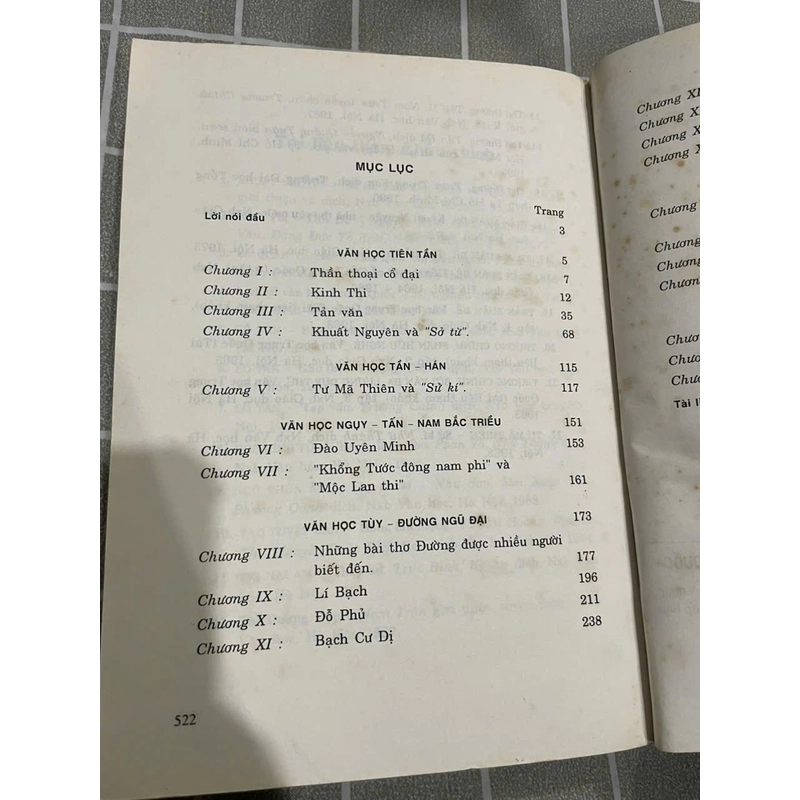 MỤC LỤC
Trang
Lời nói đầu 3
VĂN HỌC TIÊN TẦN 5
Chương I : Thần thoại cổ đại 7
Chương II : Kinh Thi 12
Chương III : Tản văn 35
Chương IV : Khuất Nguyên và "Sở từ". 68
VĂN HỌC TẦN – HÁN 115
Chương V : Tư Mã Thiên và "Sử kí". 117
VĂN HỌC NGỤY – TẤN – NAM BẮC TRIỀU 151
Chương VI : Đào Uyên Minh 153
Chương VII : "Khổng Tước đông nam phi" và
"Mộc Lan thi" 161
VĂN HỌC TÙY – ĐƯỜNG NGŨ ĐẠI 173
Chương VIII : Những bài thơ Đường được nhiều người
biết đến. 177
Chương IX : Lí Bạch 196
Chương X : Đỗ Phủ 211
Chương XI : Bạch Cư Dị 238
522
Chương
Chương
Chương
Chương
Chương
Chương
Chương
Chương
Chương
Chương
Chương
Tài